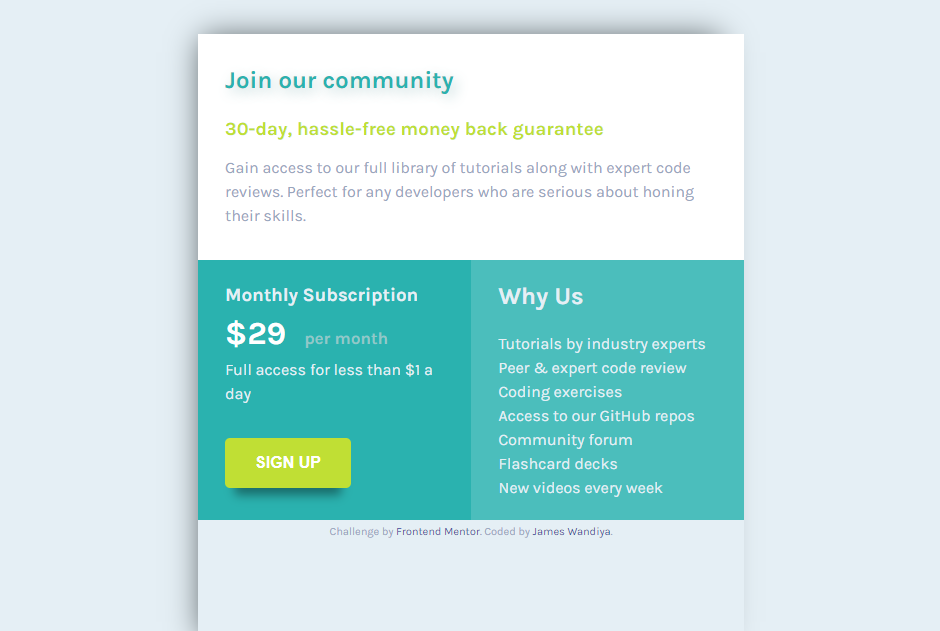 Join our community
30-day, hassle-free money back guarantee
Gain access to our full library of tutorials along with expert code
reviews. Perfect for any developers who are serious about honing
their skills.
Monthly Subscription
$29 per month
Full access for less than $1 a
day
SIGN UP
Why Us
Tutorials by industry experts
Peer & expert code review
Coding exercises
Access to our GitHub repos
Community forum
Flashcard decks
New videos every week
Challenge by Frontend Mentor. Coded by James Wandiya.